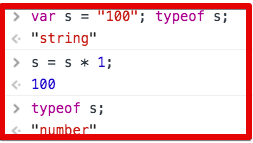 > var s = "100"; typeof s;
<· "string"
> s = s * 1;
<· 100
> typeof s;
<· "number"